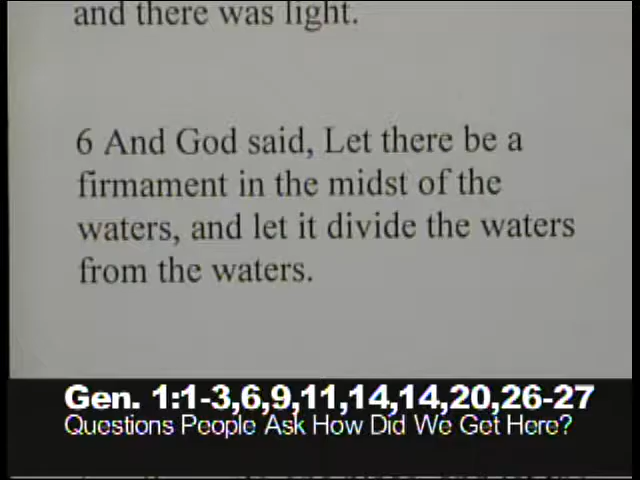 and there was light.
6 And God said, Let there be a
firmament in the midst of the
waters, and let it divide the waters
from the waters.
Gen. 1:1-3,6,9,11,14,14,20,26-27
Questions People Ask How Did We Get Here?